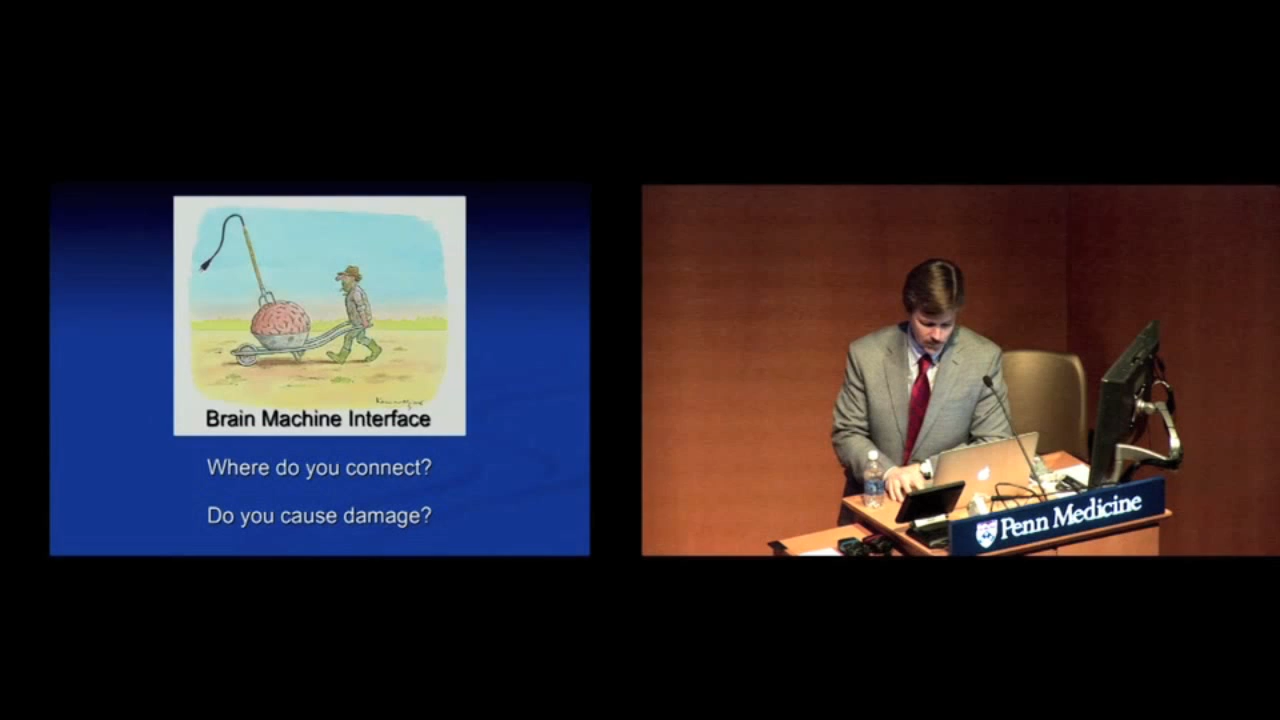 Brain Machine Interface
Where do you connect?
Do you cause damage?
Penn Medicine